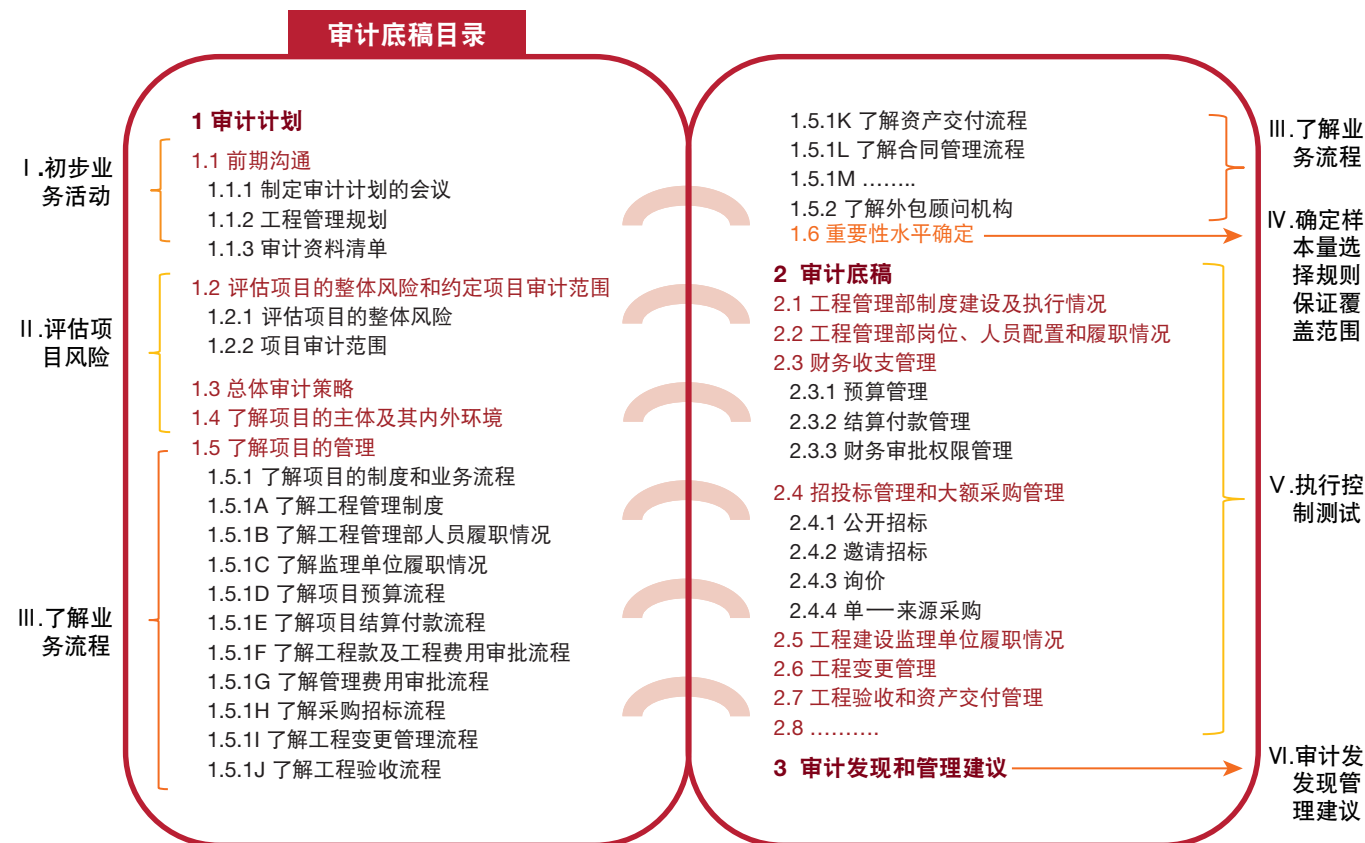 审计底稿目录
Ⅰ.初步业
务活动
Ⅱ.评估项
目风险
Ⅲ.了解业
务流程
1 审计计划
1.1 前期沟通
1.1.1 制定审计计划的会议
1.1.2 工程管理规划
1.1.3 审计资料清单
1.2 评估项目的整体风险和约定项目审计范围
1.2.1 评估项目的整体风险
1.2.2 项目审计范围
1.3 总体审计策略
1.4 了解项目的主体及其内外环境
1.5 了解项目的管理
1.5.1 了解项目的制度和业务流程
1.5.1A 了解工程管理制度
1.5.1B 了解工程管理部人员履职情况
1.5.1C 了解监理单位履职情况
1.5.1D 了解项目预算流程
1.5.1E 了解项目结算付款流程
1.5.1F 了解工程款及工程费用审批流程
1.5.1G 了解管理费用审批流程
1.5.1H 了解采购招标流程
1.5.1I 了解工程变更管理流程
1.5.1J 了解工程验收流程
1.5.1K 了解资产交付流程
1.5.1L 了解合同管理流程
1.5.1M ……..
1.5.2 了解外包顾问机构
1.6 重要性水平确定
2 审计底稿
2.1 工程管理部制度建设及执行情况
2.2 工程管理部岗位、人员配置和履职情况
2.3 财务收支管理
2.3.1 预算管理
2.3.2 结算付款管理
2.3.3 财务审批权限管理
2.4 招投标管理和大额采购管理
2.4.1 公开招标
2.4.2 邀请招标
2.4.3 询价
2.4.4 单一来源采购
2.5 工程建设监理单位履职情况
2.6 工程变更管理
2.7 工程验收和资产交付管理
2.8 ……….
3 审计发现和管理建议
Ⅲ.了解业
务流程
Ⅳ.确定样
本量选
择规则
保证覆
盖范围
Ⅴ.执行控
制测试
Ⅵ.审计发
发现管
理建议